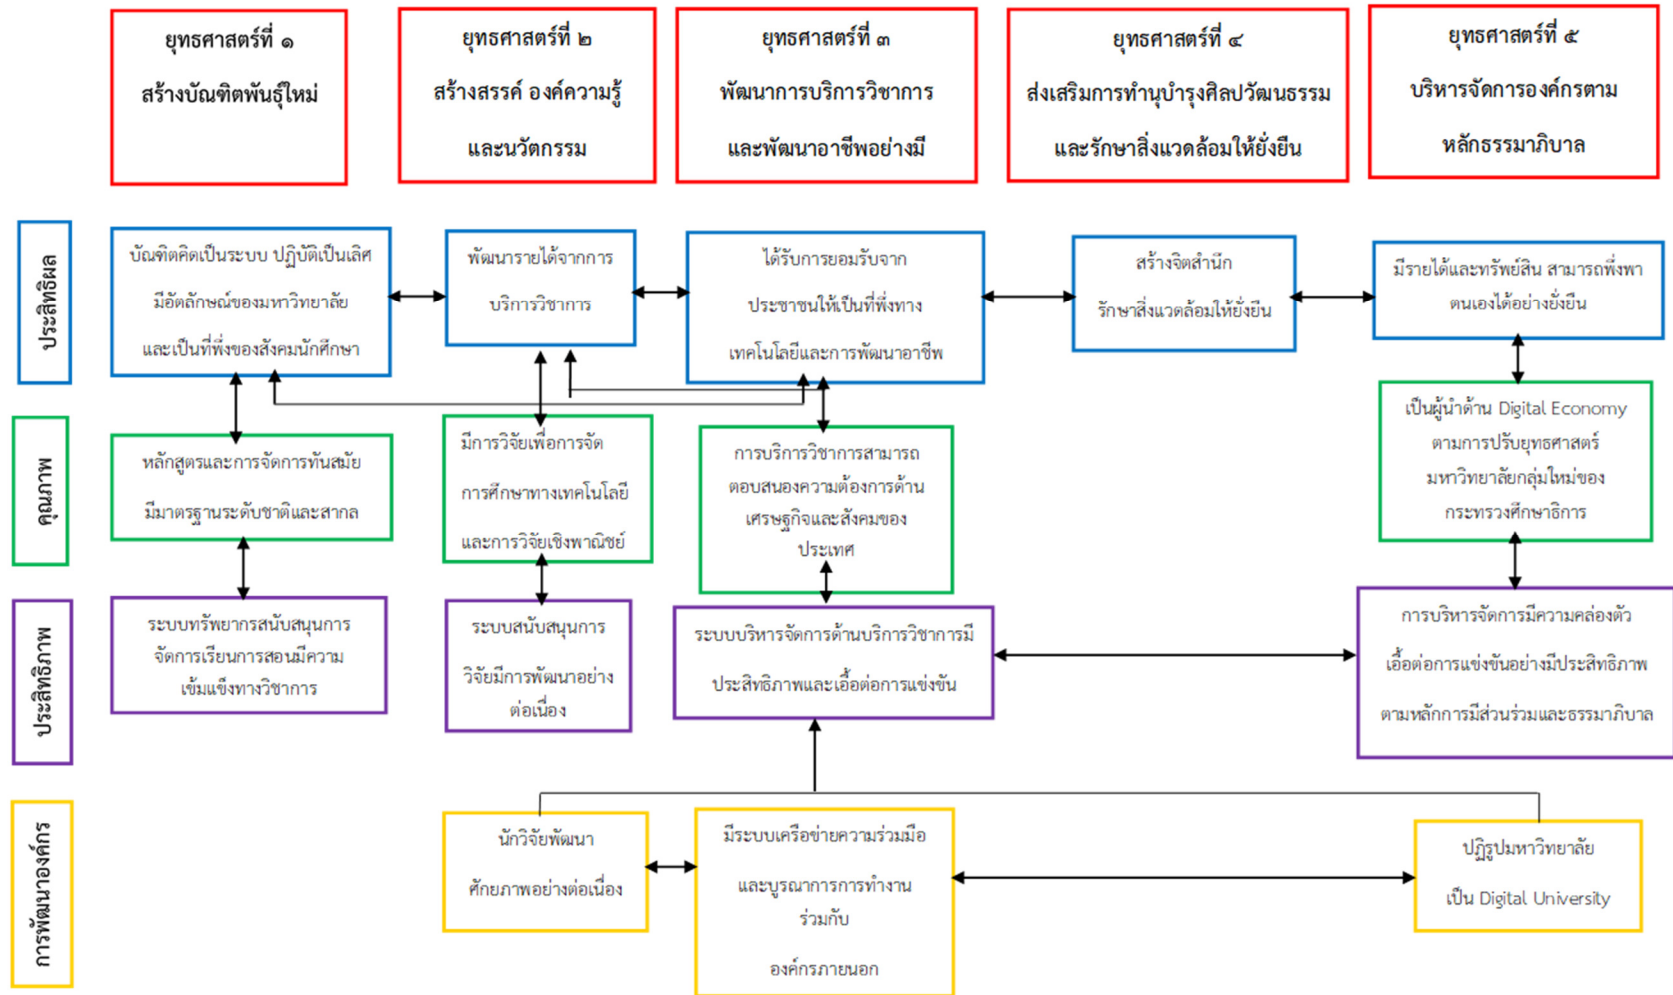 ยุทธศาสตร์ที่ ๑
สร้างบัณฑิตพันธุ์ใหม่
ยุทธศาสตร์ที่ ๒
สร้างสรรค์ องค์ความรู้
และนวัตกรรม
ยุทธศาสตร์ที่ ๓
พัฒนาการบริการวิชาการ
และพัฒนาอาชีพอย่างมี
ยุทธศาสตร์ที่ ๔
ส่งเสริมการทำนุบำรุงศิลปวัฒนธรรม
และรักษาสิ่งแวดล้อมให้ยั่งยืน
ยุทธศาสตร์ที่ ๕
บริหารจัดการองค์กรตาม
หลักธรรมาภิบาล
ประสิทธิผล
บัณฑิตคิดเป็นระบบ ปฏิบัติเป็นเลิศ
มีอัตลักษณ์ของมหาวิทยาลัย
และเป็นที่พึ่งของสังคมนักศึกษา
พัฒนารายได้จากการ
บริการวิชาการ
ได้รับการยอมรับจาก
ประชาชนให้เป็นที่พึ่งทาง
เทคโนโลยีและการพัฒนาอาชีพ
สร้างจิตสำนึก
รักษาสิ่งแวดล้อมให้ยั่งยืน
มีรายได้และทรัพย์สิน สามารถพึ่งพา
ตนเองได้อย่างยั่งยืน
คุณภาพ
หลักสูตรและการจัดการทันสมัย
มีมาตรฐานระดับชาติและสากล
มีการวิจัยเพื่อการจัด
การศึกษาทางเทคโนโลยี
และการวิจัยเชิงพาณิชย์
การบริการวิชาการสามารถ
ตอบสนองความต้องการด้าน
เศรษฐกิจและสังคมของ
ประเทศ
เป็นผู้นำด้าน Digital Economy
ตามการปรับยุทธศาสตร์
มหาวิทยาลัยกลุ่มใหม่ของ
กระทรวงศึกษาธิการ
ประสิทธิภาพ
ระบบทรัพยากรสนับสนุนการ
จัดการเรียนการสอนมีความ
เข้มแข็งทางวิชาการ
ระบบสนับสนุนการ
วิจัยมีการพัฒนาอย่าง
ต่อเนื่อง
ระบบบริหารจัดการด้านบริการวิชาการมี
ประสิทธิภาพและเอื้อต่อการแข่งขัน
การบริหารจัดการมีความคล่องตัว
เอื้อต่อการแข่งขันอย่างมีประสิทธิภาพ
ตามหลักการมีส่วนร่วมและธรรมาภิบาล
การพัฒนาองค์กร
นักวิจัยพัฒนา
ศักยภาพอย่างต่อเนื่อง
มีระบบเครือข่ายความร่วมมือ
และบูรณาการการทำงาน
ร่วมกับ
องค์กรภายนอก
ปฏิรูปมหาวิทยาลัย
เป็น Digital University